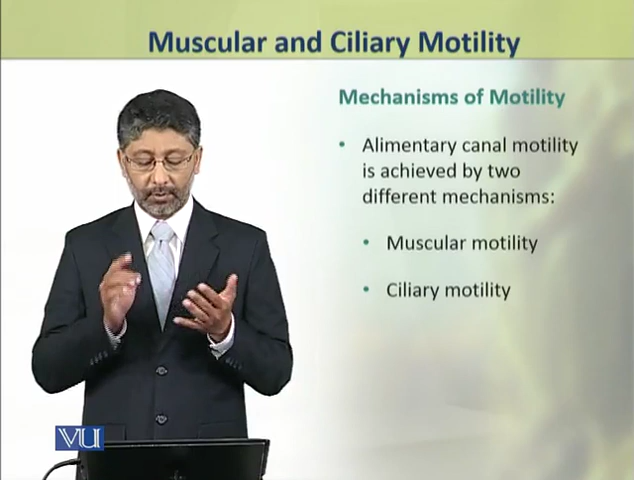 Muscular and Ciliary Motility
Mechanisms of Motility
• Alimentary canal motility
is achieved by two
different mechanisms:
• Muscular motility
• Ciliary motility
VU